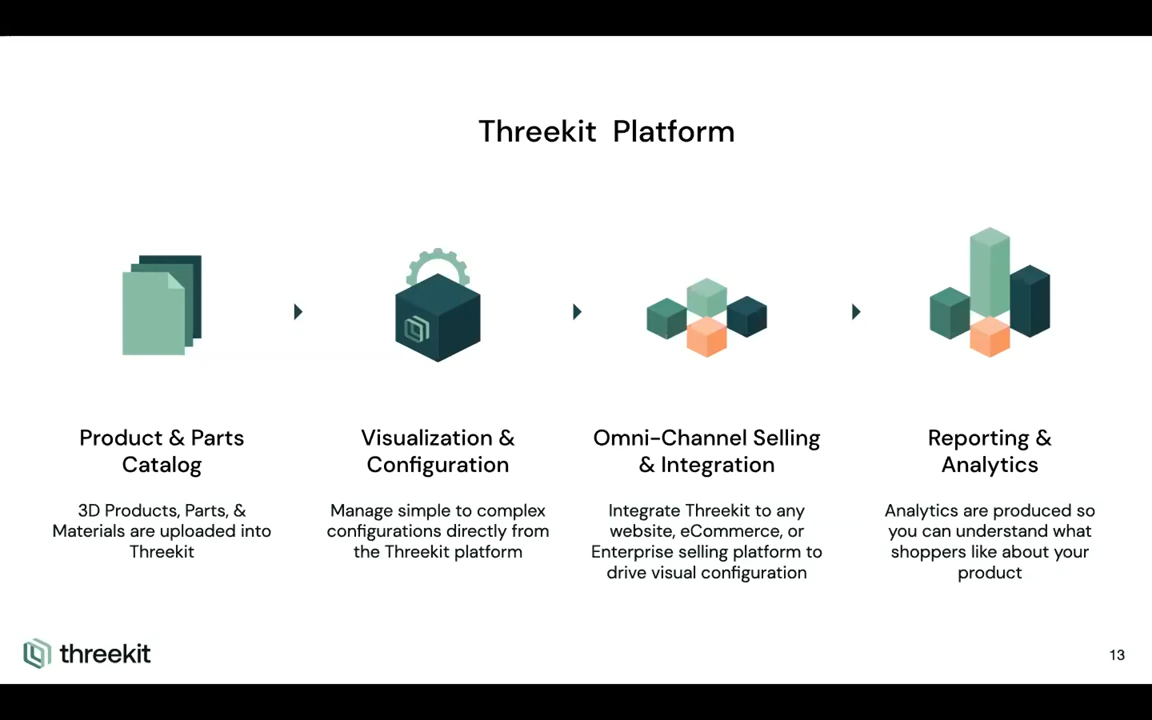 Threekit Platform
Product & Parts
Catalog
3D Products, Parts, &
Materials are uploaded into
Threekit
Visualization &
Configuration
Manage simple to complex
configurations directly from
the Threekit platform
Omni-Channel Selling
& Integration
Integrate Threekit to any
website, eCommerce, or
Enterprise selling platform to
drive visual configuration
Reporting &
Analytics
Analytics are produced so
you can understand what
shoppers like about your
product
threekit
13